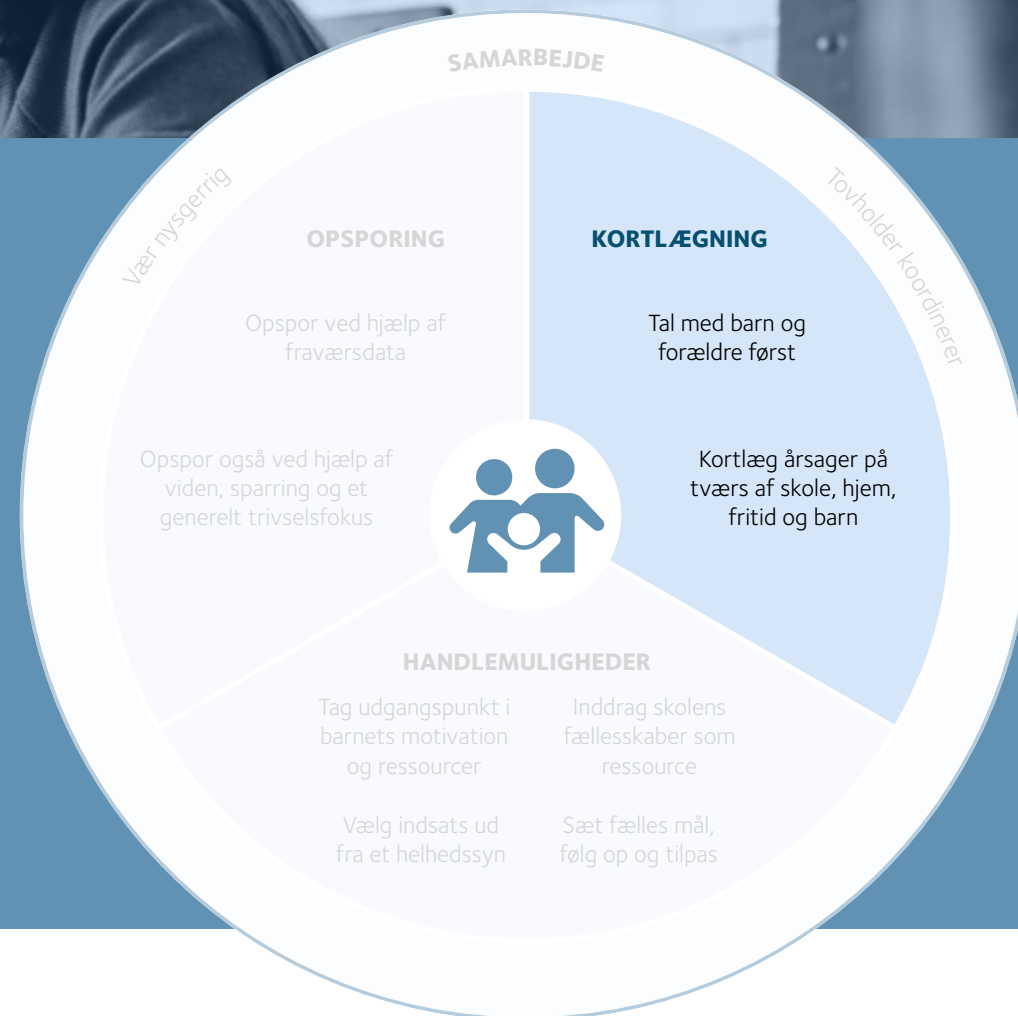 SAMARBEJDE
Vær nysgerrig
Tovholder koordinerer
OPSPORING
Opspor ved hjælp af
fraværsdata
Opspor også ved hjælp af
viden, sparring og et
generelt trivselsfokus
KORTLÆGNING
Tal med barn og
forældre først
Kortlæg årsager på
tværs af skole, hjem,
fritid og barn
HANDLEMULIGHEDER
Tag udgangspunkt i
barnets motivation
og ressourcer
Inddrag skolens
fællesskaber som
ressource
Vælg indsats ud
fra et helhedssyn
Sæt fælles mål,
følg op og tilpas